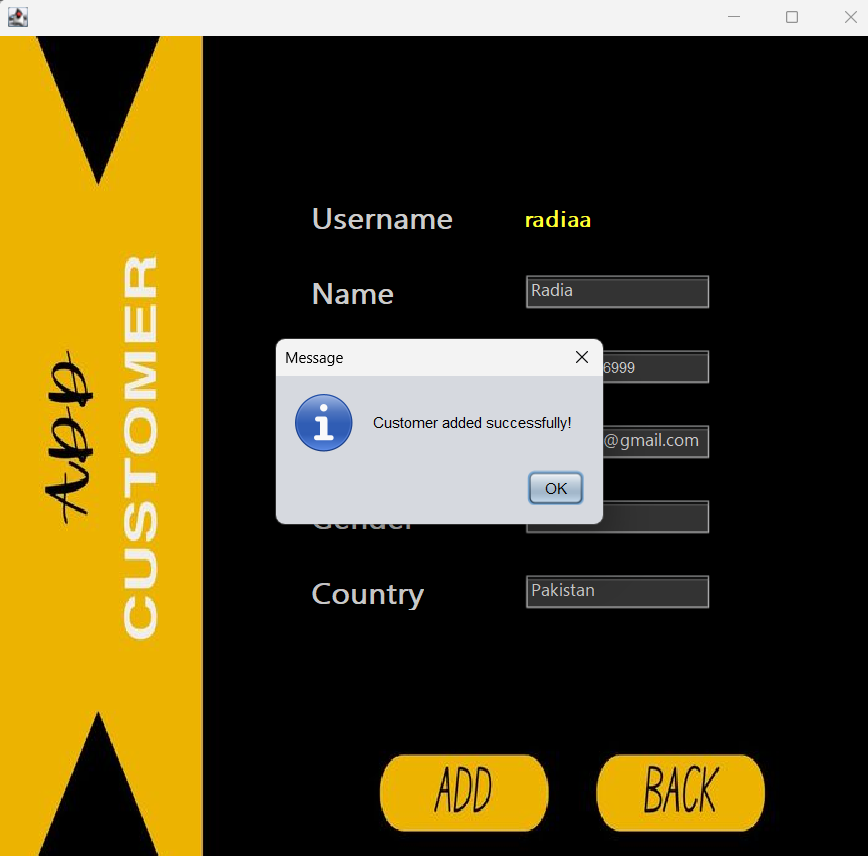 ADD
CUSTOMER
Username radiaa
Name Radia
Message
6999
Customer added successfully!
@gmail.com
OK
Gender
Country Pakistan
ADD BACK